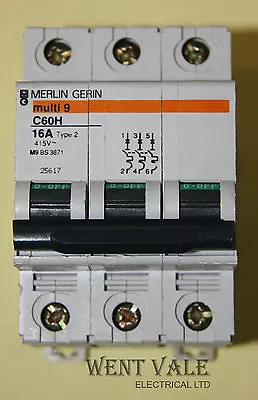 MERLIN GERIN
multi 9
C60H
16A Type 2
415V~
M9 BS 3871
25617
1 3 5
2 4 6
O-OFF O-OFF O-OFF
WENT VALE
ELECTRICAL LTD